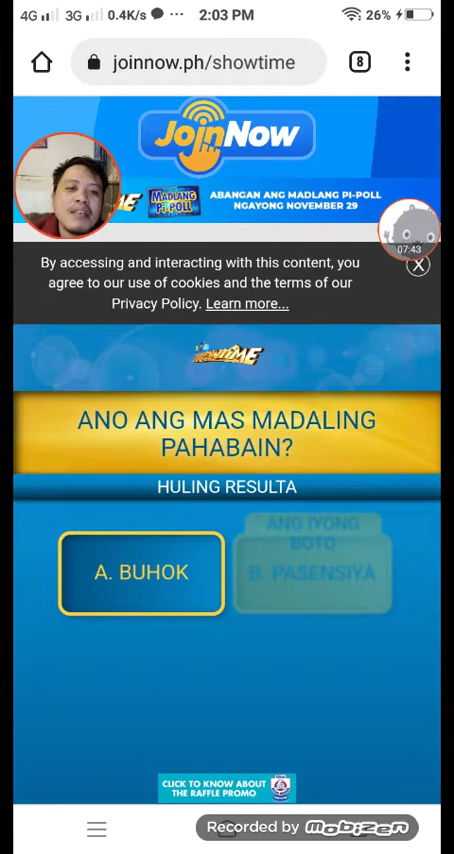 4G 3G 0.4K/s ... 2:03 PM 26%
joinnow.ph/showtime 8
JoinNow
MADLANG PI-POLL
ABANGAN ANG MADLANG PI-POLL
NGAYONG NOVEMBER 29
07:43
By accessing and interacting with this content, you
agree to our use of cookies and the terms of our
Privacy Policy. Learn more...
X
SHOWTIME
ANO ANG MAS MADALING
PAHABAIN?
HULING RESULTA
ANG IYONG
BOTO
A. BUHOK
B. PASENSIYA
CLICK TO KNOW ABOUT
THE RAFFLE PROMO
Recorded by Mobizen